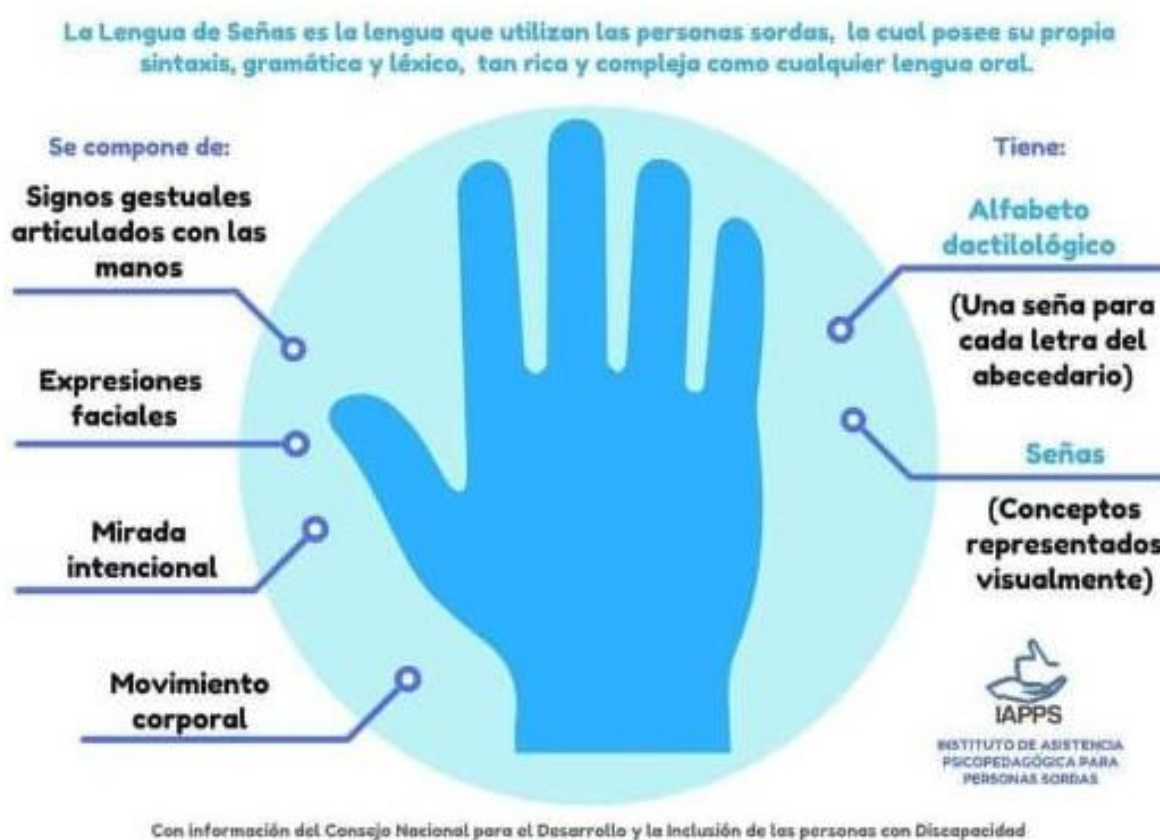 La Lengua de Señas es la lengua que utilizan las personas sordas, la cual posee su propia
sintaxis, gramática y léxico, tan rica y compleja como cualquier lengua oral.
Se compone de:
Signos gestuales
articulados con las
manos
Expresiones
faciales
Mirada
intencional
Movimiento
corporal
Tiene:
Alfabeto
dactilológico
(Una seña para
cada letra del
abecedario)
Señas
(Conceptos
representados
visualmente)
IAPPS
INSTITUTO DE ASISTENCIA
PSICOPEDAGÓGICA PARA
PERSONAS SORDAS
Con información del Consejo Nacional para el Desarrollo y la Inclusión de las personas con Discapacidad